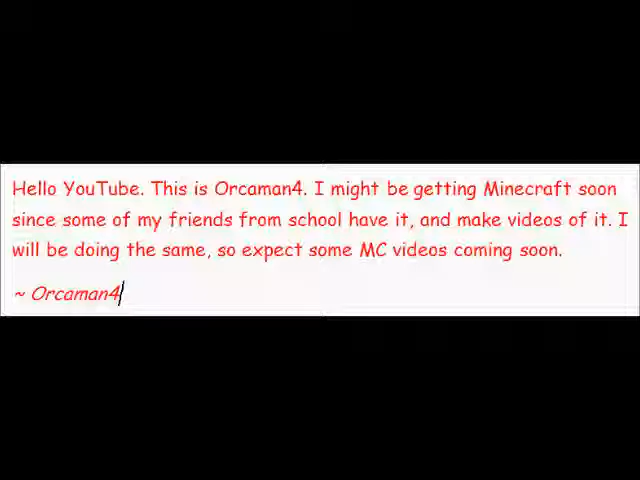 Hello YouTube. This is Orcaman4. I might be getting Minecraft soon
since some of my friends from school have it, and make videos of it. I
will be doing the same, so expect some MC videos coming soon.
~ Orcaman4